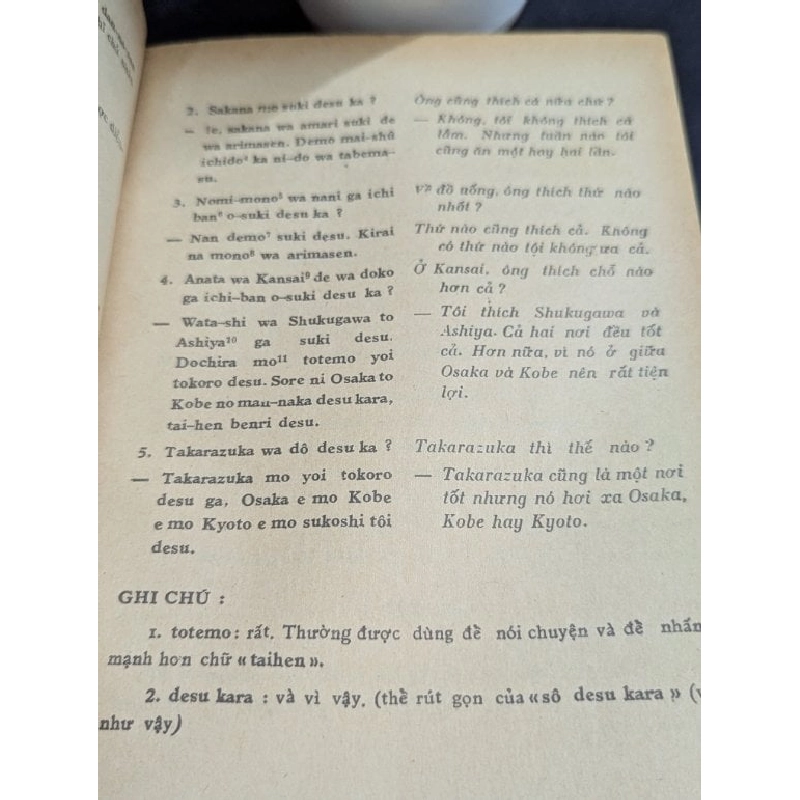 2. Sakana mo suki desu ka ?
— Ie, sakana wa amari suki de
wa arimasen. Demo mai-shû
ichido⁴ ka ni-do wa tabema-
su.
3. Nomi-mono⁵ wa nani ga ichi
ban⁶ o-suki desu ka ?
— Nan demo⁷ suki desu. Kirai
na mono⁸ wa arimasen.
4. Anata wa Kansai⁹ de wa doko
ga ichi-ban o-suki desu ka ?
— Wata-shi wa Shukugawa to
Ashiya¹⁰ ga suki desu.
Dochira mo¹¹ totemo yoi
tokoro desu. Sore ni Osaka to
Kobe no mau-naka desu kara,
tai-hen benri desu.
5. Takarazuka wa dô desu ka ?
— Takarazuka mo yoi tokoro
desu ga, Osaka e mo Kobe
e mo Kyoto e mo sukoshi tôi
desu.
Ông cũng thích cá nữa chứ ?
— Không, tôi không thích cá
lắm. Nhưng tuần nào tôi
cũng ăn một hay hai lần.
Về đồ uống, ông thích thứ nào
nhất ?
Thứ nào cũng thích cả. Không
có thứ nào tội không ưa cả.
Ở Kansai, ông thích chỗ nào
hơn cả ?
— Tôi thích Shukugawa và
Ashiya. Cả hai nơi đều tốt
cả. Hơn nữa, vì nó ở giữa
Osaka và Kobe nên rất tiện
lợi.
Takarazuka thì thế nào ?
— Takarazuka cũng là một nơi
tốt nhưng nó hơi xa Osaka,
Kobe hay Kyoto.
GHI CHÚ :
1. totemo : rất. Thường được dùng để nói chuyện và để nhấn
mạnh hơn chữ « taihen ».
2. desu kara : và vì vậy. (thể rút gọn của « sô desu kara » (
như vậy)